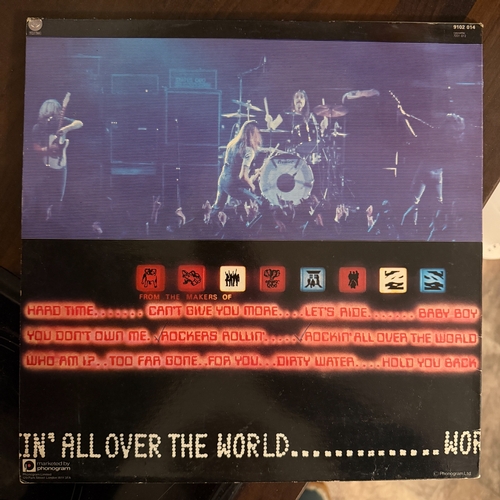 9102 014
FROM THE MAKERS OF
HARD TIME....... CAN'T GIVE YOU MORE....LET'S RIDE.......BABY BOY
YOU DON'T OWN ME../ROCKERS ROLLIN'....../ROCKIN' ALL OVER THE WORLD
WHO AM I?..TOO FAR GONE..FOR YOU...DIRTY WATER....HOLD YOU BACK
IN' ALL OVER THE WORLD................WOR
marketed by
phonogram
℗ Phonogram Ltd